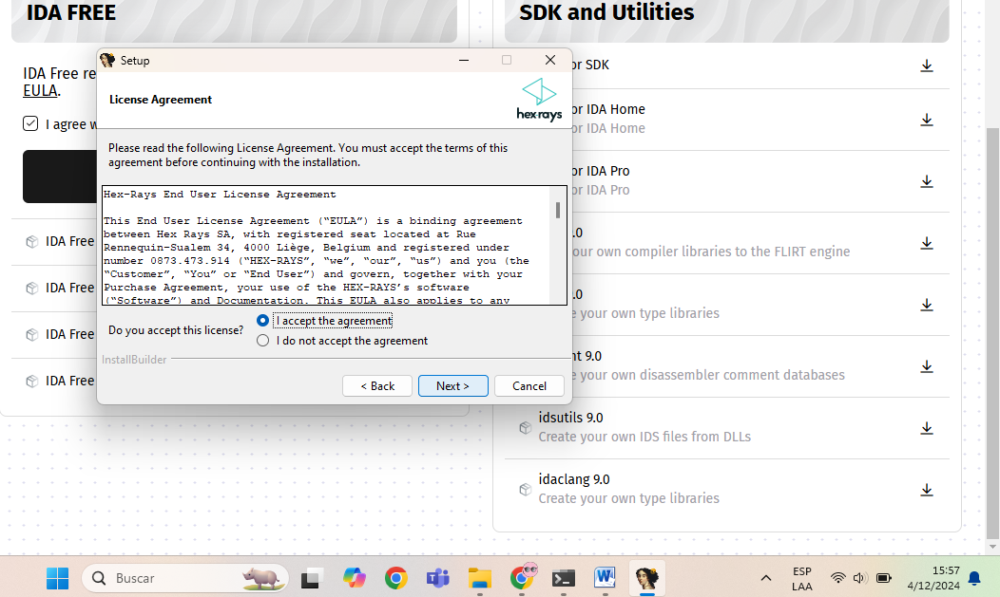 IDA FREE
SDK and Utilities
IDA Free re
EULA.
I agree w
IDA Free
IDA Free
IDA Free
IDA Free
Setup
License Agreement
hexrays
Please read the following License Agreement. You must accept the terms of this
agreement before continuing with the installation.
Hex-Rays End User License Agreement
This End User License Agreement (“EULA”) is a binding agreement
between Hex Rays SA, with registered seat located at Rue
Rennequin-Sualem 34, 4000 Liège, Belgium and registered under
number 0873.473.914 (“HEX-RAYS”, “we”, “our”, “us”) and you (the
“Customer”, “You” or “End User”) and govern, together with your
Purchase Agreement, your use of the HEX-RAYS’s software
(“Software”) and Documentation. This EULA also applies to any
Do you accept this license?
I accept the agreement
I do not accept the agreement
InstallBuilder
< Back
Next >
Cancel
or SDK
or IDA Home
or IDA Home
or IDA Pro
or IDA Pro
.0
our own compiler libraries to the FLIRT engine
.0
e your own type libraries
nt 9.0
e your own disassembler comment databases
idsutils 9.0
Create your own IDS files from DLLs
idaclang 9.0
Create your own type libraries
Buscar
ESP
LAA
15:57
4/12/2024